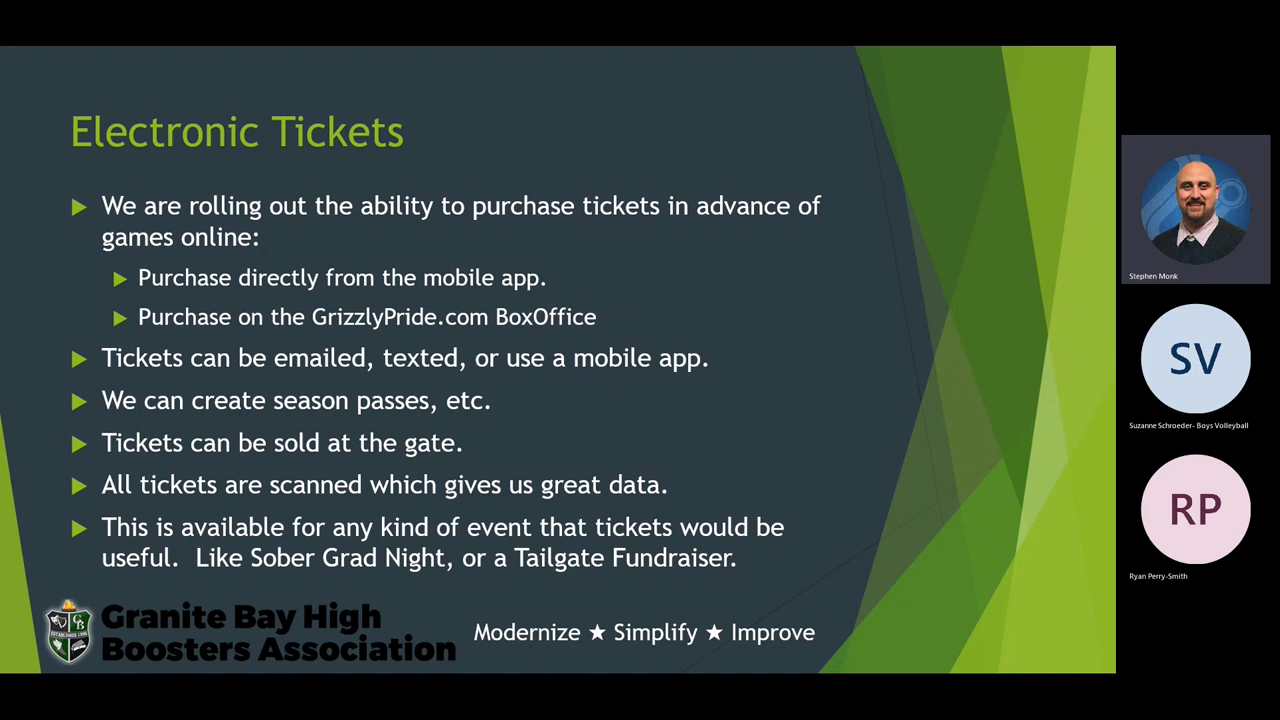 Electronic Tickets
We are rolling out the ability to purchase tickets in advance of
games online:
Purchase directly from the mobile app.
Purchase on the GrizzlyPride.com BoxOffice
Tickets can be emailed, texted, or use a mobile app.
We can create season passes, etc.
Tickets can be sold at the gate.
All tickets are scanned which gives us great data.
This is available for any kind of event that tickets would be
useful.  Like Sober Grad Night, or a Tailgate Fundraiser.
Granite Bay High
Boosters Association
Modernize ★ Simplify ★ Improve
Stephen Monk
SV
Suzanne Schroeder- Boys Volleyball
RP
Ryan Perry-Smith